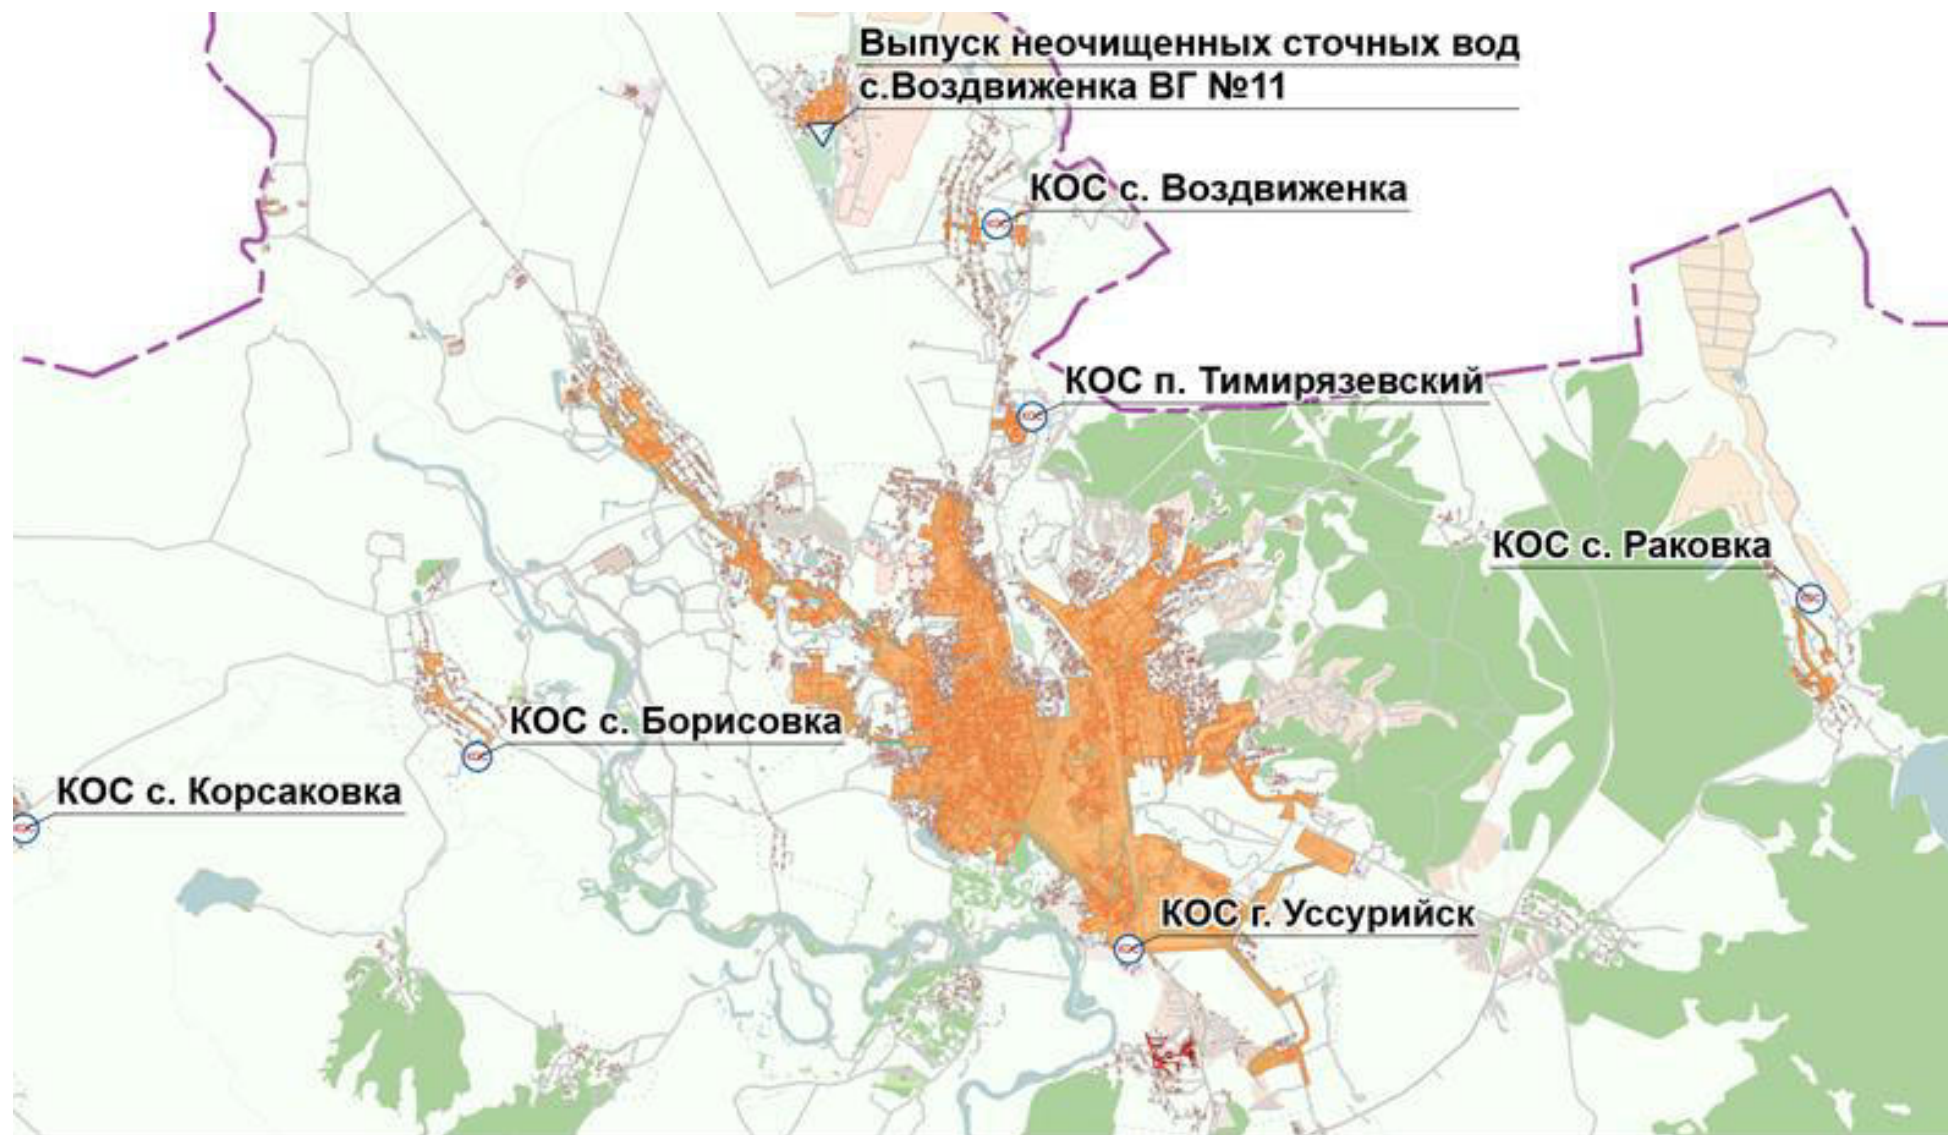 Выпуск неочищенных сточных вод
с.Воздвиженка ВГ №11
КОС с. Воздвиженка
КОС п. Тимирязевский
КОС с. Раковка
КОС с. Борисовка
КОС с. Корсаковка
КОС г. Уссурийск